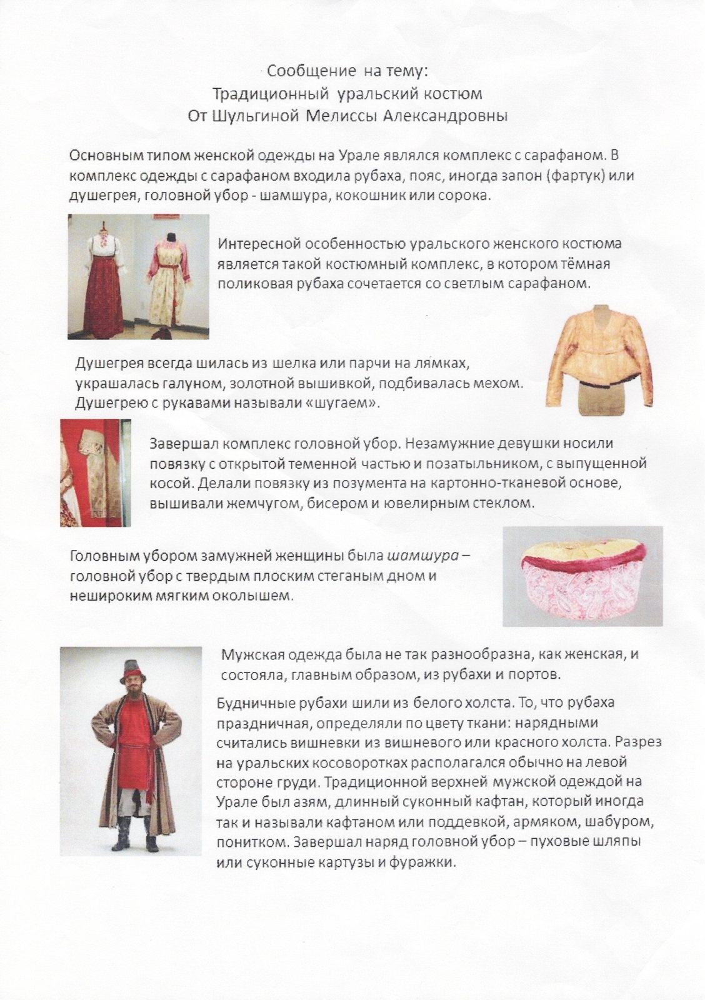 Сообщение на тему:
Традиционный уральский костюм
От Шульгиной Мелиссы Александровны
Основным типом женской одежды на Урале являлся комплекс с сарафаном. В
комплекс одежды с сарафаном входила рубаха, пояс, иногда запон (фартук) или
душегрея, головной убор - шамшура, кокошник или сорока.
Интересной особенностью уральского женского костюма
является такой костюмный комплекс, в котором тёмная
поликовая рубаха сочетается со светлым сарафаном.
Душегрея всегда шилась из шелка или парчи на лямках,
украшалась галуном, золотной вышивкой, подбивалась мехом.
Душегрею с рукавами называли «шугаем».
Завершал комплекс головной убор. Незамужние девушки носили
повязку с открытой теменной частью и позатыльником, с выпущенной
косой. Делали повязку из позумента на картонно-тканевой основе,
вышивали жемчугом, бисером и ювелирным стеклом.
Головным убором замужней женщины была шамшура –
головной убор с твердым плоским стеганым дном и
нешироким мягким околышем.
Мужская одежда была не так разнообразна, как женская, и
состояла, главным образом, из рубахи и портов.
Будничные рубахи шили из белого холста. То, что рубаха
праздничная, определяли по цвету ткани: нарядными
считались вишневки из вишневого или красного холста. Разрез
на уральских косоворотках располагался обычно на левой
стороне груди. Традиционной верхней мужской одеждой на
Урале был азям, длинный суконный кафтан, который иногда
так и называли кафтаном или поддевкой, армяком, шабуром,
понитком. Завершал наряд головной убор – пуховые шляпы
или суконные картузы и фуражки.